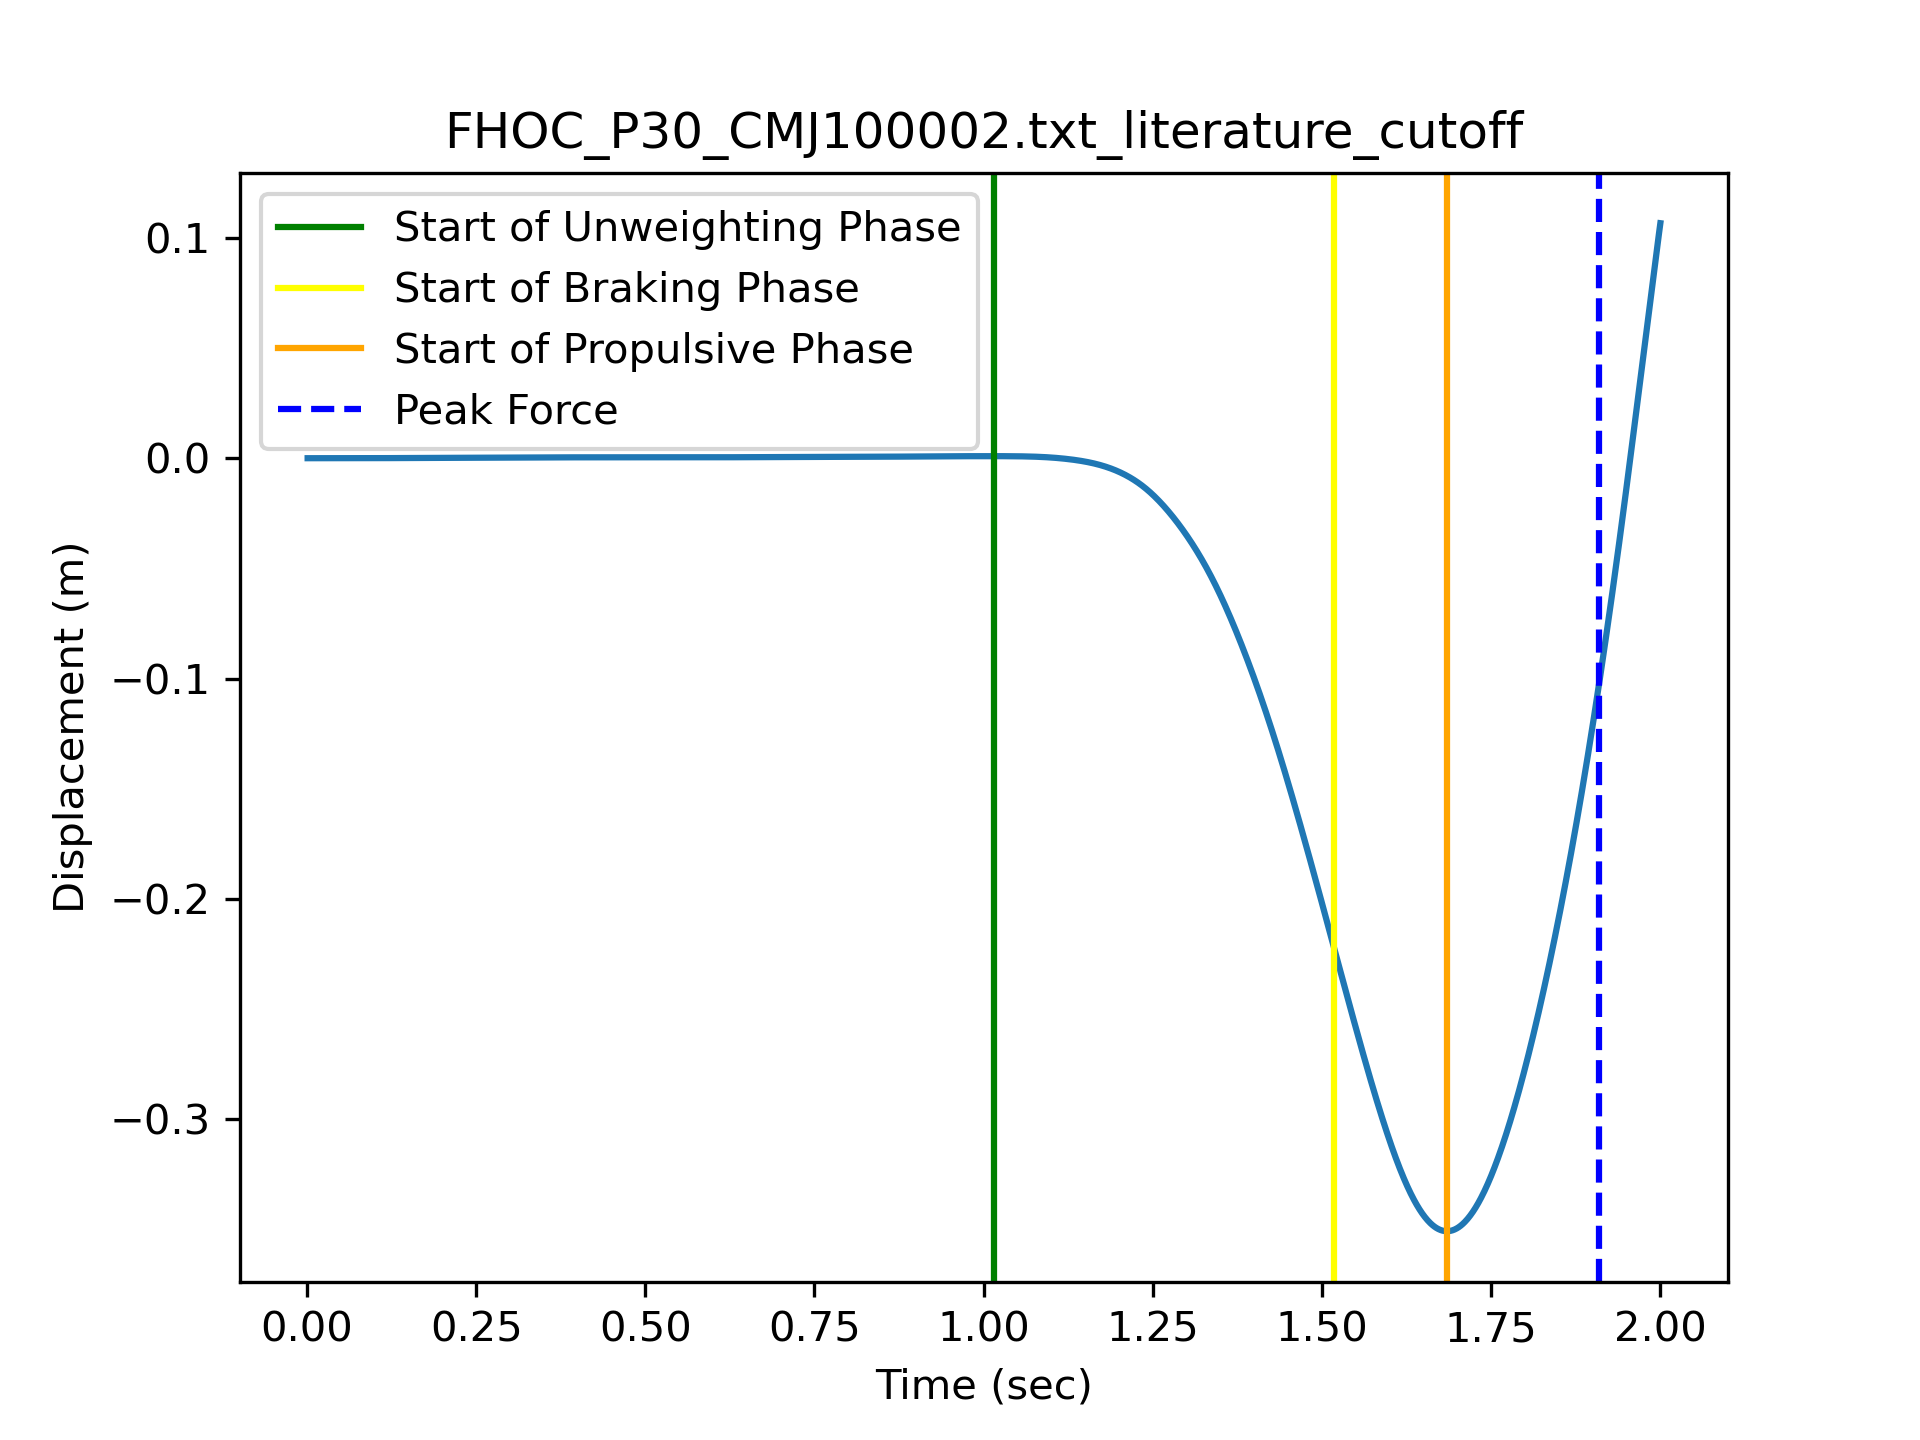 FHOC_P30_CMJ100002.txt_literature_cutoff
Start of Unweighting Phase
Start of Braking Phase
Start of Propulsive Phase
Peak Force
0.1
0.0
−0.1
−0.2
−0.3
Displacement (m)
0.00 0.25 0.50 0.75 1.00 1.25 1.50 1.75 2.00
Time (sec)